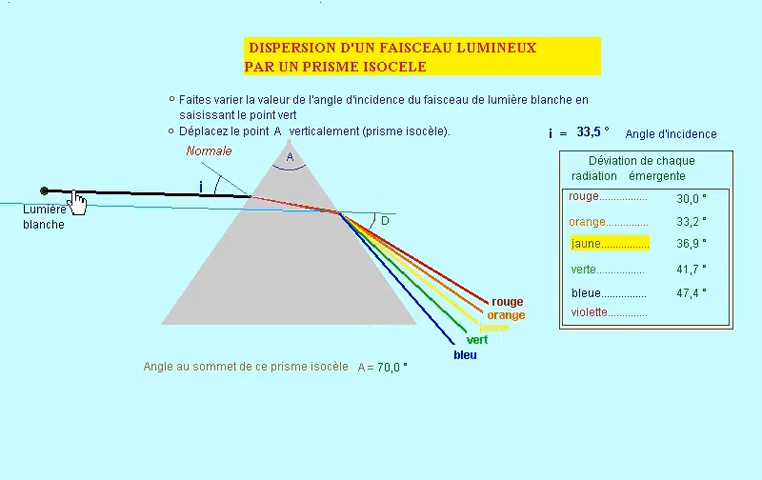 DISPERSION D'UN FAISCEAU LUMINEUX
PAR UN PRISME ISOCELE
Faites varier la valeur de l'angle d'incidence du faisceau de lumière blanche en
saisissant le point vert
Déplacez le point A verticalement (prisme isocèle).
i = 33,5 ° Angle d'incidence
Normale
A
i
Lumière
blanche
D
Déviation de chaque
radiation émergente
rouge................ 30,0 °
orange.............. 33,2 °
jaune................ 36,9 °
verte................ 41,7 °
bleue............... 47,4 °
violette.............
rouge
orange
jaune
vert
bleu
Angle au sommet de ce prisme isocèle A = 70,0 °